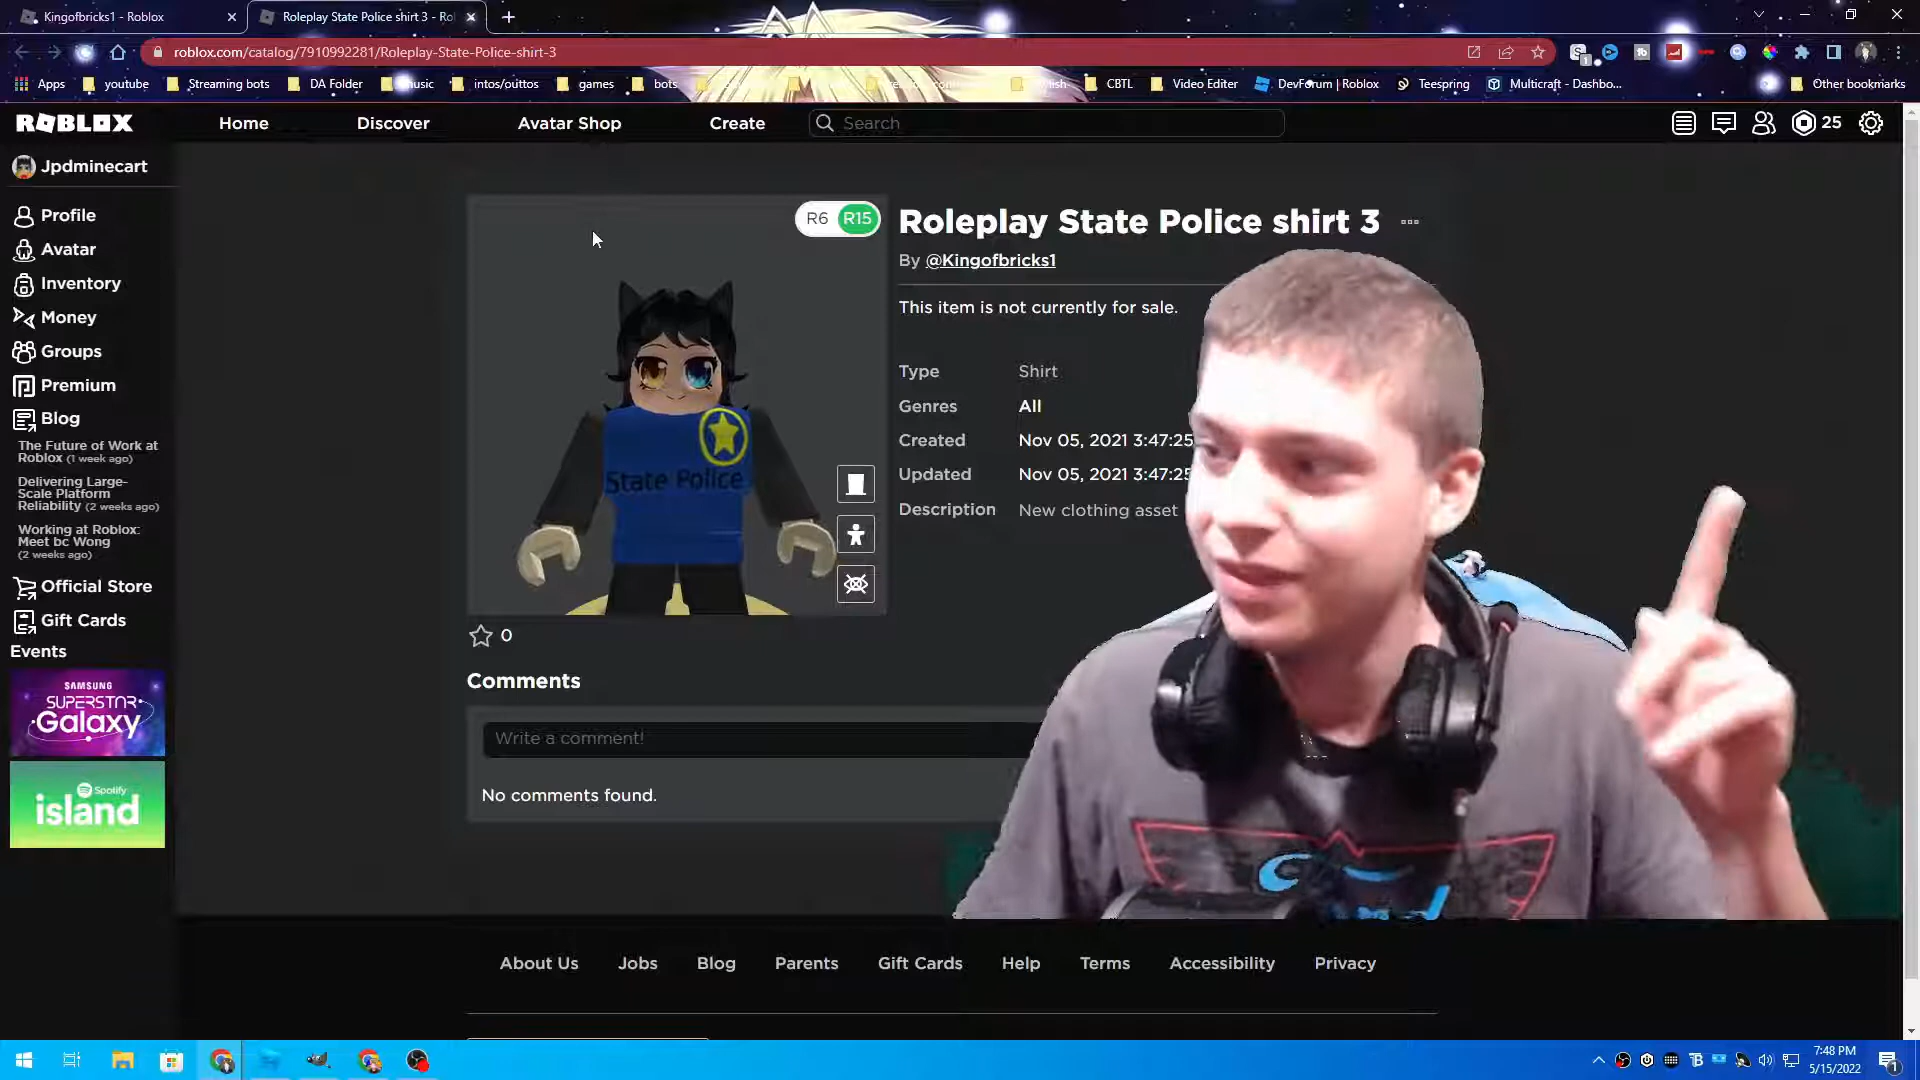 Kingofbricks1 - Roblox
Roleplay State Police shirt 3 - Ro
roblox.com/catalog/7910992281/Roleplay-State-Police-shirt-3
Apps youtube Streaming bots DA Folder music intos/outtos games bots CBTL Video Editer DevForum | Roblox Teespring Multicraft - Dashbo... Other bookmarks
ROBLOX Home Discover Avatar Shop Create Search 25
Jpdminecart
Profile
Avatar
Inventory
Money
Groups
Premium
Blog
The Future of Work at
Roblox (1 week ago)
Delivering Large-
Scale Platform
Reliability (2 weeks ago)
Working at Roblox:
Meet bc Wong
(2 weeks ago)
Official Store
Gift Cards
Events
SAMSUNG
SUPERSTAR
Galaxy
Spotify
island
R6 R15
State Police
0
Roleplay State Police shirt 3
By @Kingofbricks1
This item is not currently for sale.
Type Shirt
Genres All
Created Nov 05, 2021 3:47:25
Updated Nov 05, 2021 3:47:25
Description New clothing asset
Comments
Write a comment!
No comments found.
About Us Jobs Blog Parents Gift Cards Help Terms Accessibility Privacy
7:48 PM
5/15/2022